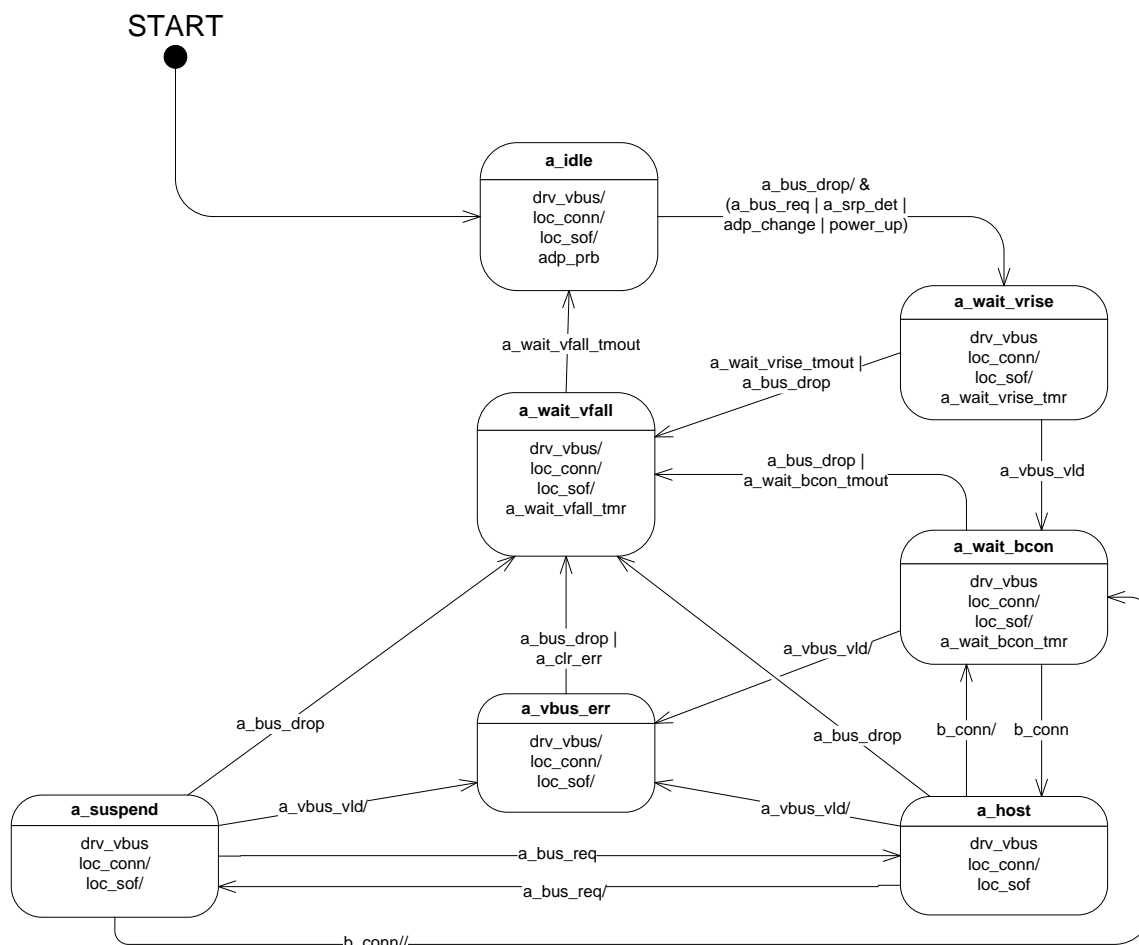 START
a_idle
drv_vbus/
loc_conn/
loc_sof/
adp_prb
a_bus_drop/ &
(a_bus_req | a_srp_det |
adp_change | power_up)
a_wait_vrise
drv_vbus
loc_conn/
loc_sof/
a_wait_vrise_tmr
a_wait_vfall_tmout
a_wait_vrise_tmout |
a_bus_drop
a_wait_vfall
drv_vbus/
loc_conn/
loc_sof/
a_wait_vfall_tmr
a_bus_drop |
a_wait_bcon_tmout
a_vbus_vld
a_wait_bcon
drv_vbus
loc_conn/
loc_sof/
a_wait_bcon_tmr
a_bus_drop |
a_clr_err
a_vbus_vld/
a_bus_drop
a_vbus_err
drv_vbus/
loc_conn/
loc_sof/
a_bus_drop
b_conn/
b_conn
a_suspend
drv_vbus
loc_conn/
loc_sof/
a_vbus_vld/
a_vbus_vld/
a_host
drv_vbus
loc_conn/
loc_sof
a_bus_req
a_bus_req/
b_conn//